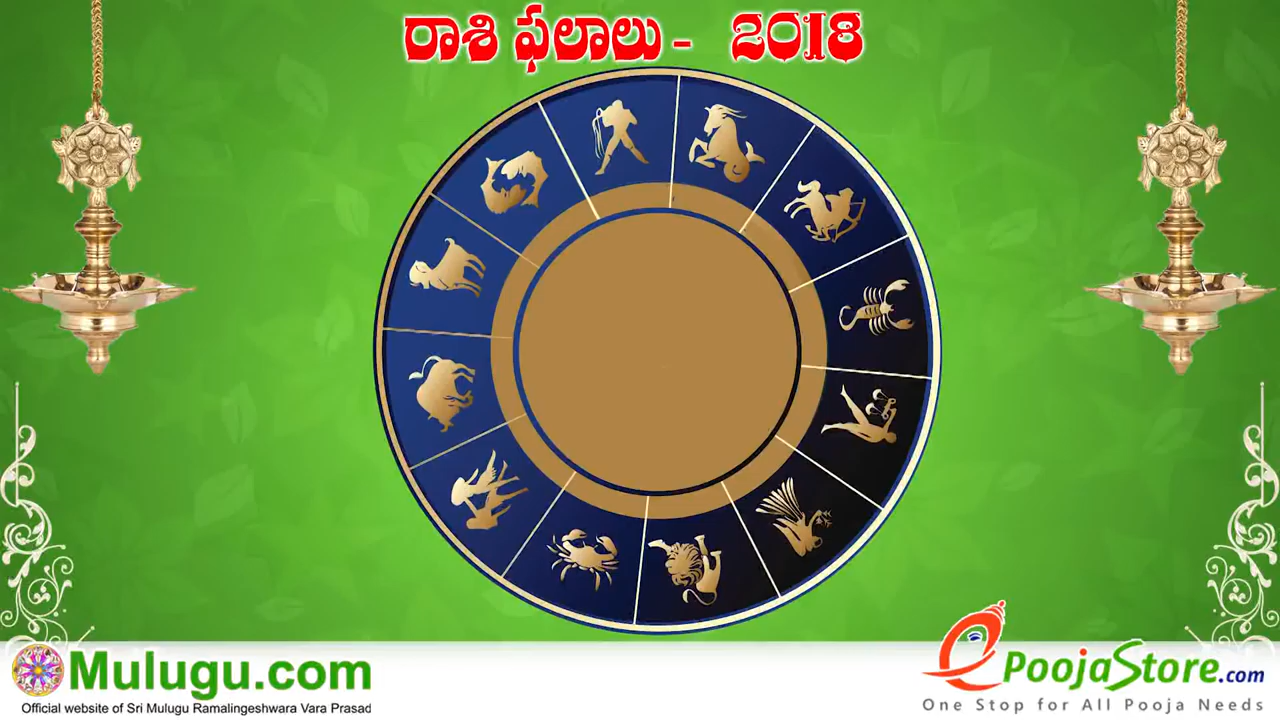 రాశి ఫలాలు - 2018
Mulugu.com
Official website of Sri Mulugu Ramalingeshwara Vara Prasad
ePoojaStore.com
One Stop for All Pooja Needs